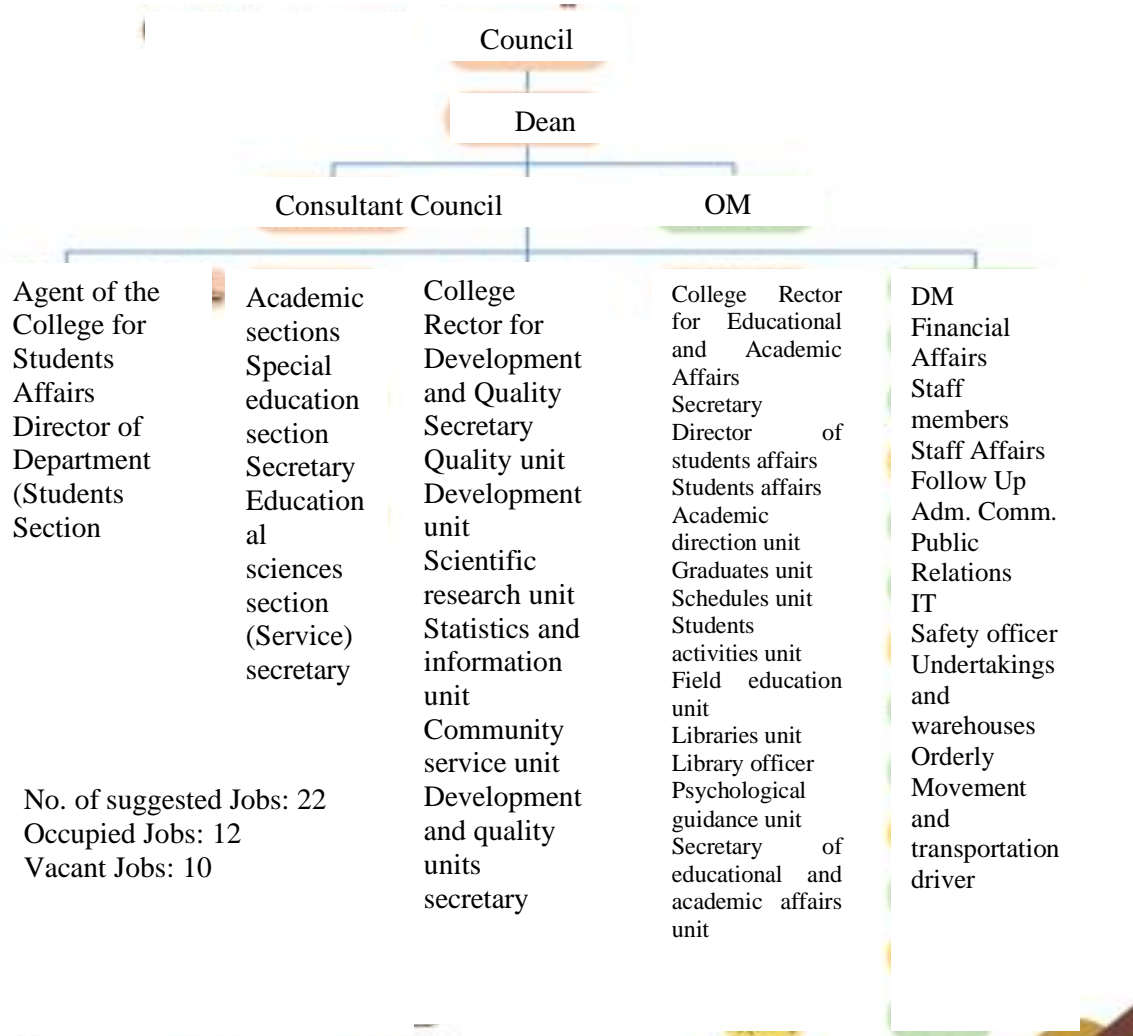 Council
Dean
Consultant Council
OM
Agent of the
College for
Students
Affairs
Director of
Department
(Students
Section
Academic
sections
Special
education
section
Secretary
Education
al
sciences
section
(Service)
secretary
College
Rector for
Development
and Quality
Secretary
Quality unit
Development
unit
Scientific
research unit
Statistics and
information
unit
Community
service unit
Development
and quality
units
secretary
College Rector
for Educational
and Academic
Affairs
Secretary
Director of
students affairs
Students affairs
Academic
direction unit
Graduates unit
Schedules unit
Students
activities unit
Field education
unit
Libraries unit
Library officer
Psychological
guidance unit
Secretary of
educational and
academic affairs
unit
DM
Financial
Affairs
Staff
members
Staff Affairs
Follow Up
Adm. Comm.
Public
Relations
IT
Safety officer
Undertakings
and
warehouses
Orderly
Movement
and
transportation
driver
No. of suggested Jobs: 22
Occupied Jobs: 12
Vacant Jobs: 10